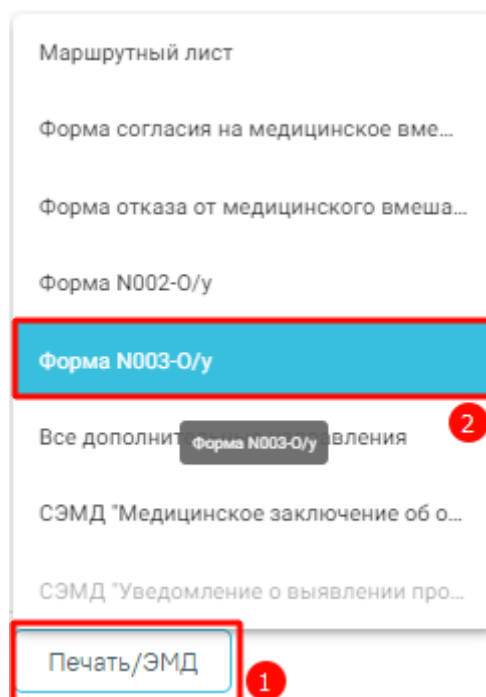 Маршрутный лист
Форма согласия на медицинское вме...
Форма отказа от медицинского вмеша...
Форма N002-О/у
Форма N003-О/у
2
Все дополнит авления
Форма N003-О/у
СЭМД "Медицинское заключение об о...
СЭМД "Уведомление о выявлении про...
Печать/ЭМД
1